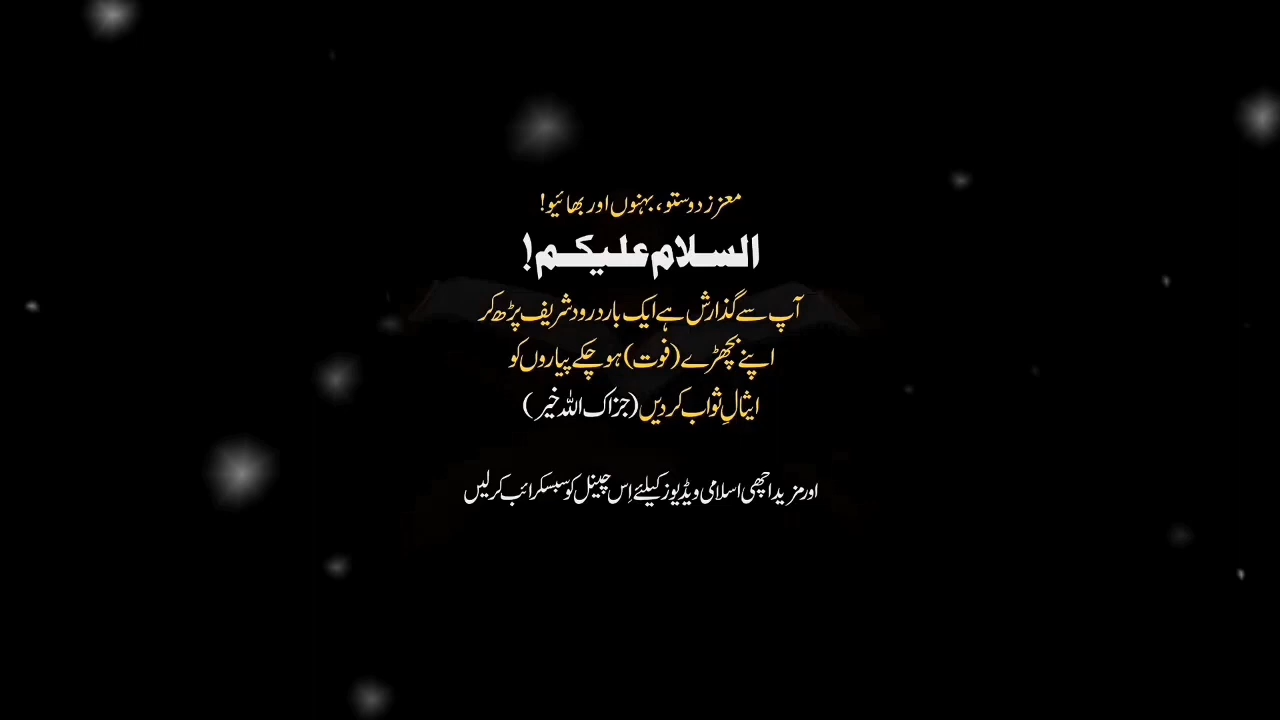 معزز دوستو، بہنوں اور بھائیو!
السلام علیکم!
آپ سے گذارش ہے ایک بار درود شریف پڑھ کر
اپنے بچھڑے (فوت) ہو چکے پیاروں کو
ایثالِ ثواب کر دیں (جزاک اللہ خیر)
اور مزید اچھی اسلامی ویڈیوز کیلئے اِس چینل کو سبسکرائب کر لیں